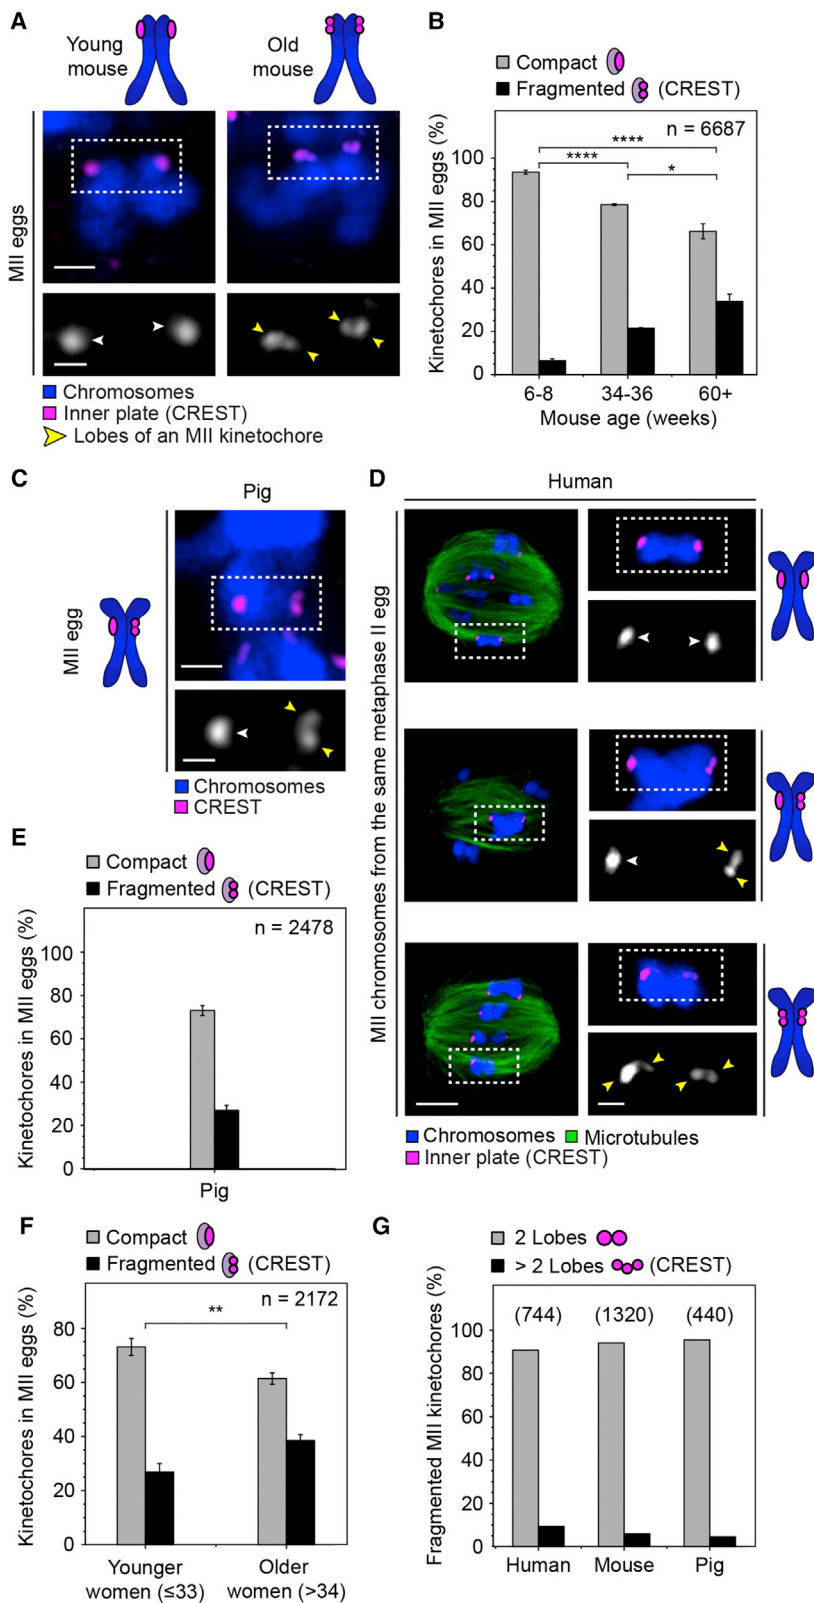 A
Young
mouse
Old
mouse
MII eggs
Chromosomes
Inner plate (CREST)
Lobes of an MII kinetochore
B
Compact
Fragmented (CREST)
Kinetochores in MII eggs (%)
n = 6687
****
****
*
100
80
60
40
20
0
6-8 34-36 60+
Mouse age (weeks)
C
Pig
MII egg
Chromosomes
CREST
D
Human
MII chromosomes from the same metaphase II egg
Chromosomes Microtubules
Inner plate (CREST)
E
Compact
Fragmented (CREST)
Kinetochores in MII eggs (%)
n = 2478
100
80
60
40
20
0
Pig
F
Compact
Fragmented (CREST)
Kinetochores in MII eggs (%)
n = 2172
**
80
60
40
20
0
Younger
women (≤33)
Older
women (>34)
G
2 Lobes
> 2 Lobes (CREST)
Fragmented MII kinetochores (%)
(744) (1320) (440)
100
80
60
40
20
0
Human Mouse Pig